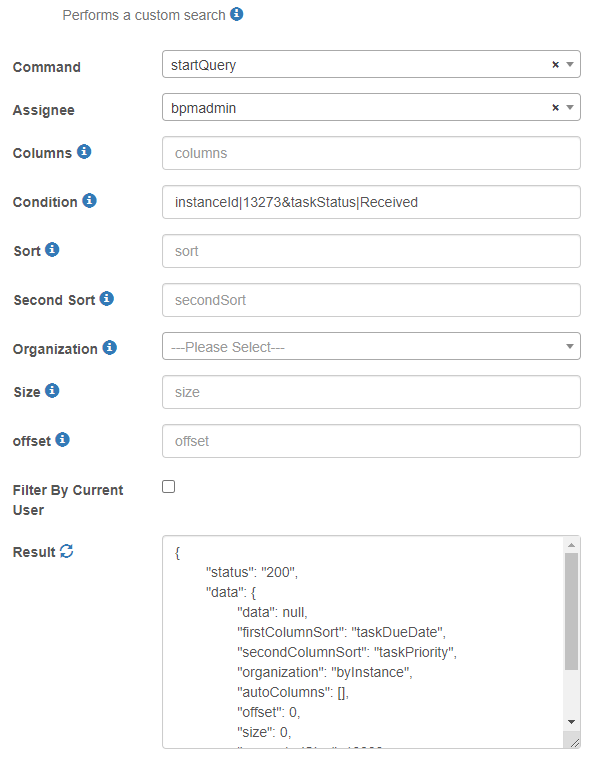 Performs a custom search
Command startQuery
Assignee bpmadmin
Columns columns
Condition instanceId|13273&taskStatus|Received
Sort sort
Second Sort secondSort
Organization ---Please Select---
Size size
offset offset
Filter By Current
User
Result {
"status": "200",
"data": {
"data": null,
"firstColumnSort": "taskDueDate",
"secondColumnSort": "taskPriority",
"organization": "byInstance",
"autoColumns": [],
"offset": 0,
"size": 0,